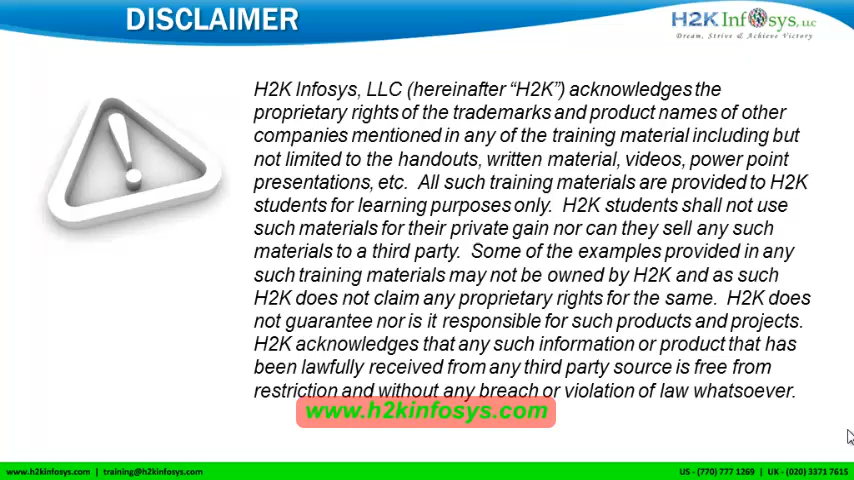 DISCLAIMER
H2K Infosys, LLC
Dream, Strive & Achieve Victory
H2K Infosys, LLC (hereinafter “H2K”) acknowledges the
proprietary rights of the trademarks and product names of other
companies mentioned in any of the training material including but
not limited to the handouts, written material, videos, power point
presentations, etc. All such training materials are provided to H2K
students for learning purposes only. H2K students shall not use
such materials for their private gain nor can they sell any such
materials to a third party. Some of the examples provided in any
such training materials may not be owned by H2K and as such
H2K does not claim any proprietary rights for the same. H2K does
not guarantee nor is it responsible for such products and projects.
H2K acknowledges that any such information or product that has
been lawfully received from any third party source is free from
restriction and without any breach or violation of law whatsoever.
www.h2kinfosys.com
www.h2kinfosys.com | training@h2kinfosys.com
US - (770) 777 1269 | UK - (020) 3371 7615